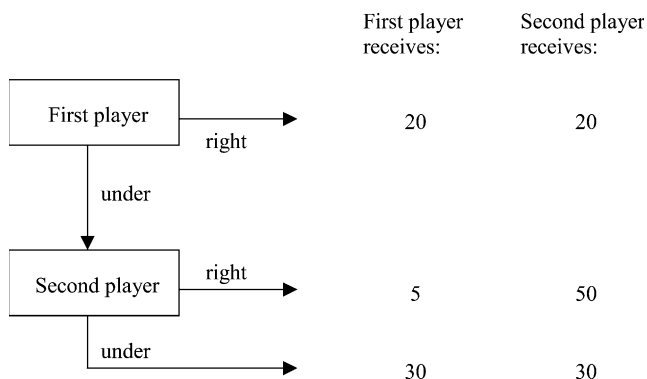 First player receives:
Second player receives:
First player
right
20
20
under
Second player
right
5
50
under
30
30